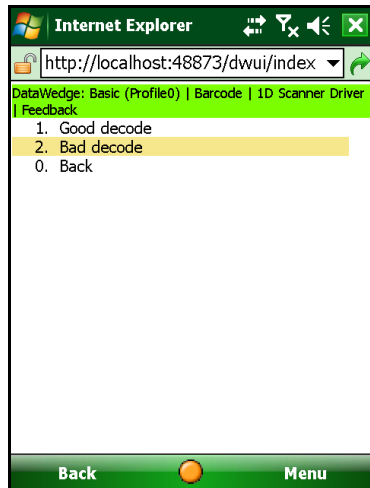 Internet Explorer
http://localhost:48873/dwui/index
DataWedge: Basic (Profile0) | Barcode | 1D Scanner Driver
| Feedback
1. Good decode
2. Bad decode
0. Back
Back Menu